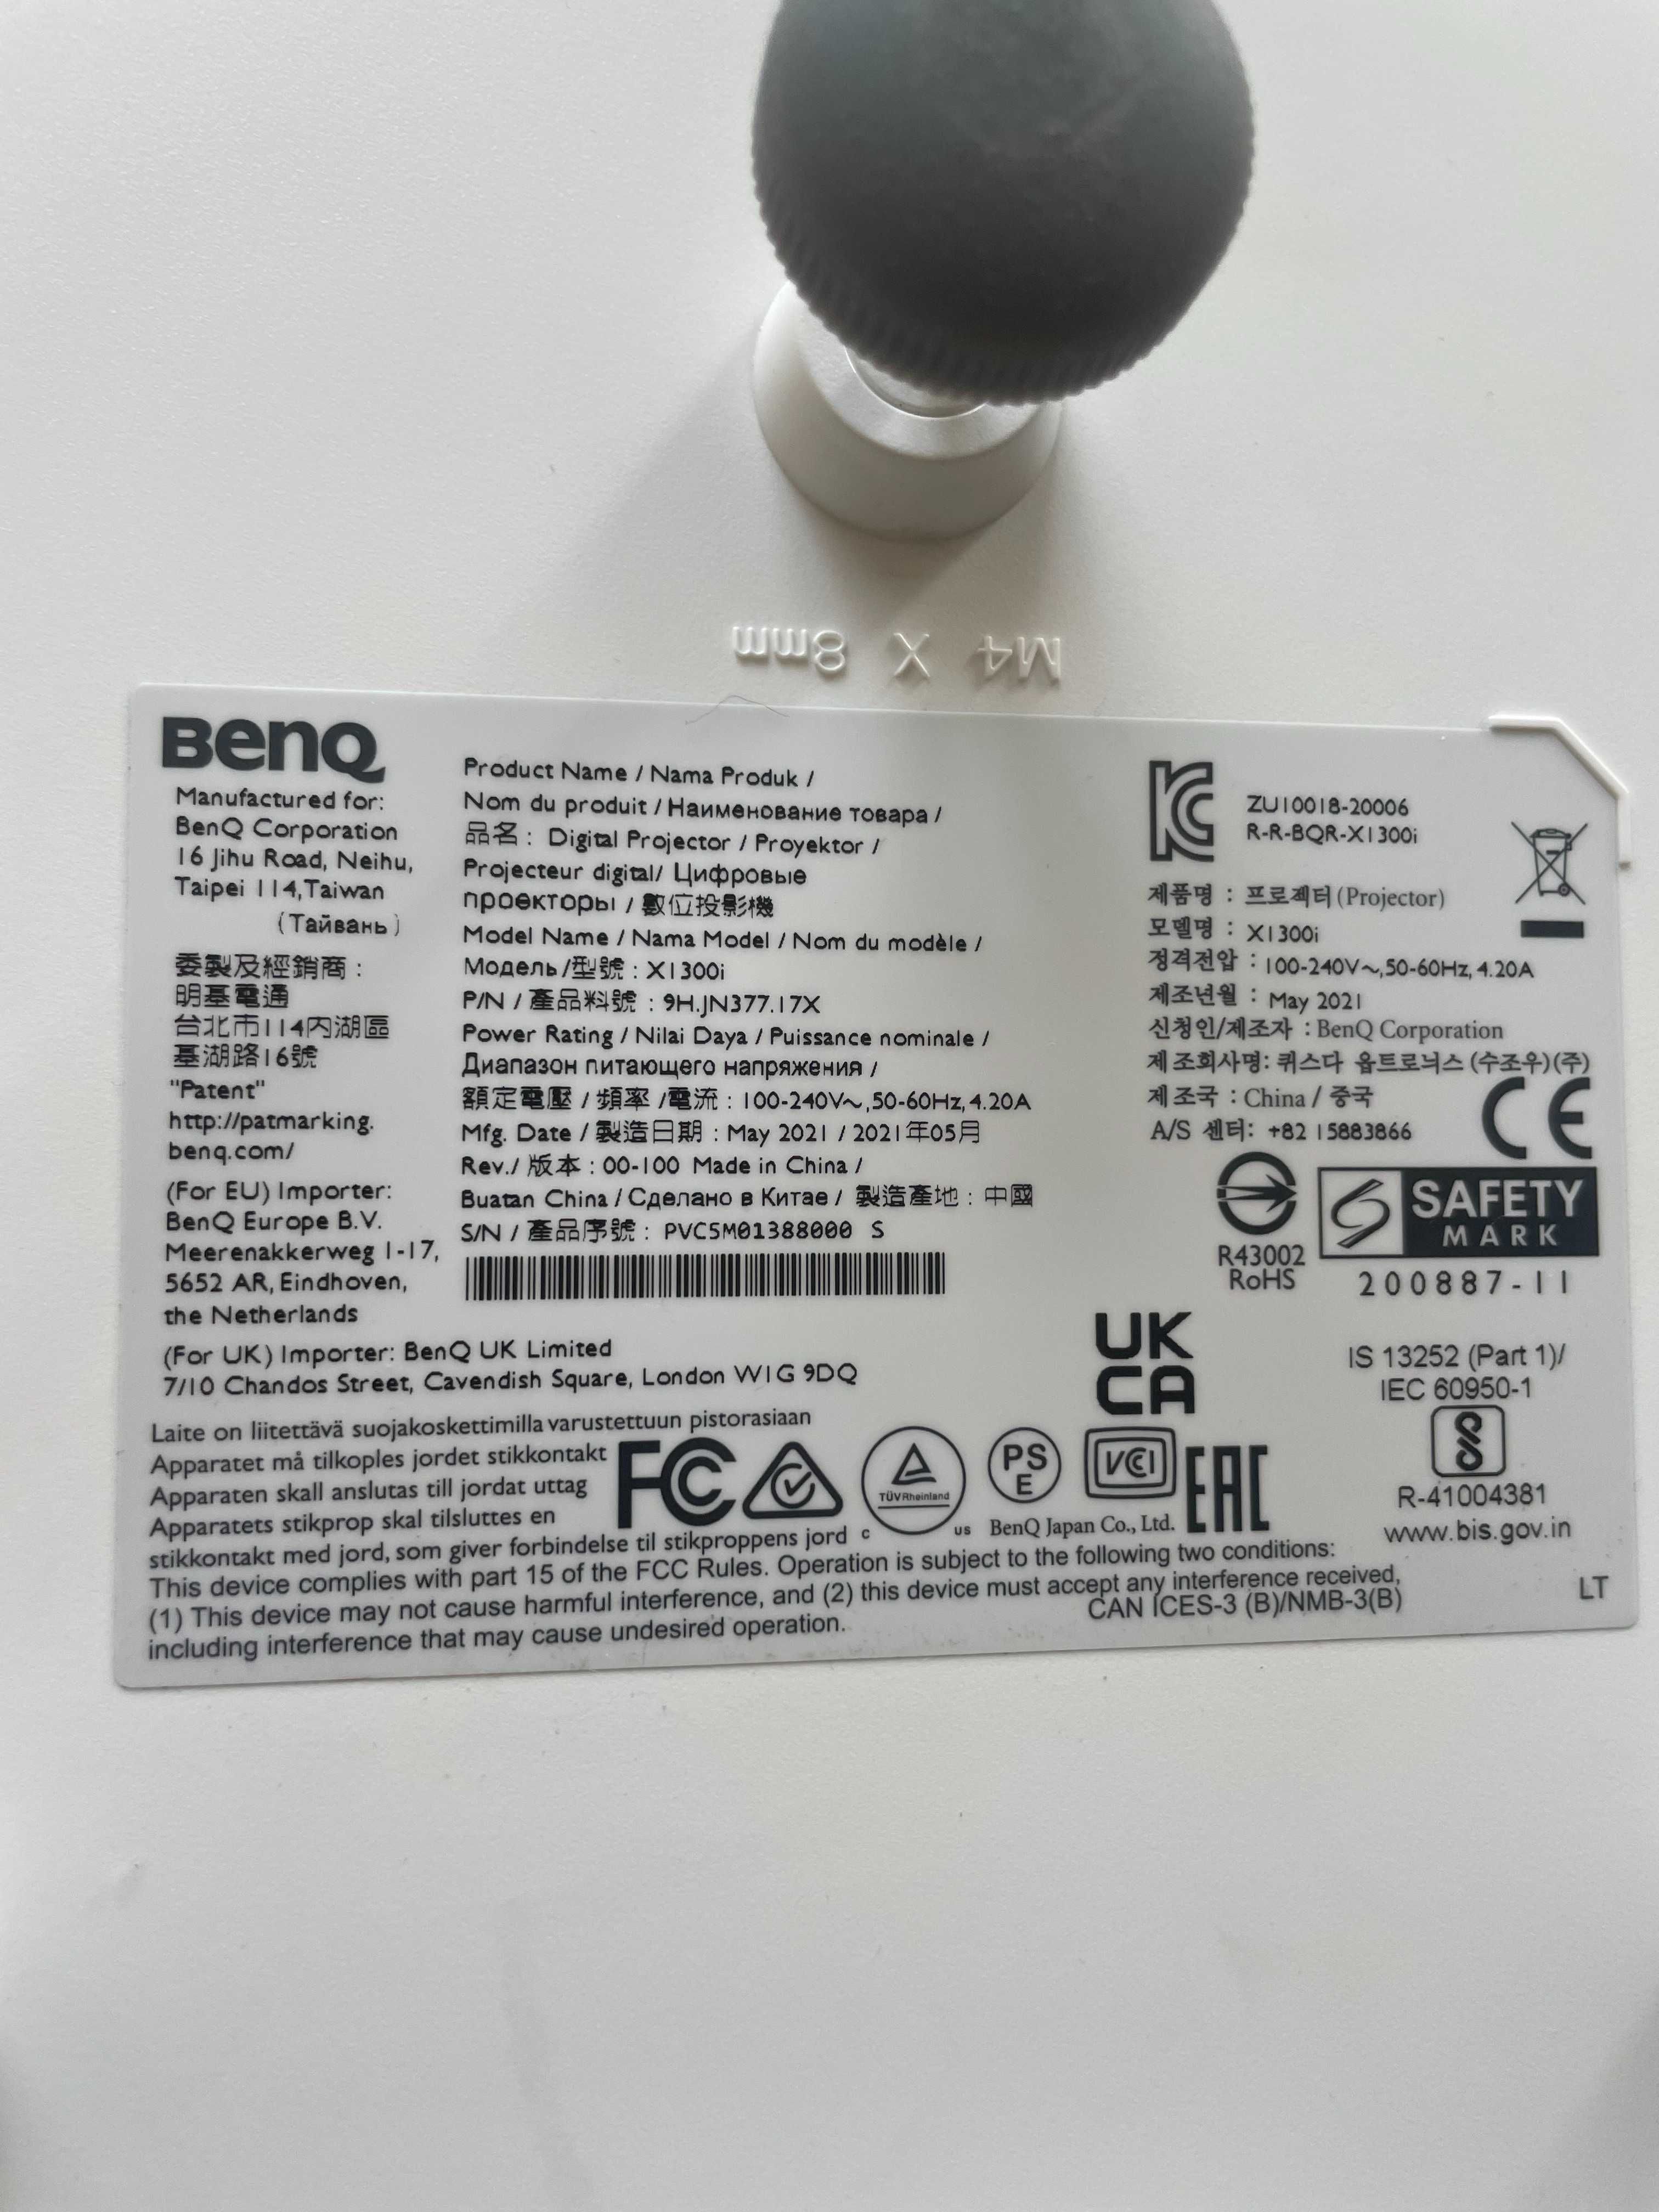 M4 X 8mm
BenQ
Manufactured for:
BenQ Corporation
16 Jihu Road, Neihu,
Taipei 114,Taiwan
(Тайвань)
委製及經銷商：
明基電通
台北市114內湖區
基湖路16號
"Patent"
http://patmarking.
benq.com/
(For EU) Importer:
BenQ Europe B.V.
Meerenakkerweg 1-17,
5652 AR, Eindhoven,
the Netherlands
(For UK) Importer: BenQ UK Limited
7/10 Chandos Street, Cavendish Square, London W1G 9DQ
Product Name / Nama Produk /
Nom du produit / Наименование товара /
品名： Digital Projector / Proyektor /
Projecteur digital/ Цифровые
проекторы / 數位投影機
Model Name / Nama Model / Nom du modèle /
Модель /型號 : X1300i
P/N / 產品料號 : 9H.JN377.17X
Power Rating / Nilai Daya / Puissance nominale /
Диапазон питающего напряжения /
額定電壓 / 頻率 /電流 : 100-240V~,50-60Hz, 4.20A
Mfg. Date / 製造日期 : May 2021 / 2021年05月
Rev./ 版本 : 00-100 Made in China /
Buatan China / Сделано в Китае / 製造產地 : 中國
S/N / 產品序號 : PVC5M01388000 S
ZU10018-20006
R-R-BQR-X1300i
제품명 : 프로젝터(Projector)
모델명 : X1300i
정격전압 : 100-240V~,50-60Hz, 4.20A
제조년월 : May 2021
신청인/제조자 : BenQ Corporation
제조회사명: 퀴스다 옵트로닉스 (수조우)(주)
제조국 : China / 중국
A/S 센터: +82 15883866
CE
R43002
RoHS
SAFETY
MARK
200887-11
UK
CA
IS 13252 (Part 1)/
IEC 60950-1
R-41004381
www.bis.gov.in
Laite on liitettävä suojakoskettimilla varustettuun pistorasiaan
Apparatet må tilkoples jordet stikkontakt
Apparaten skall anslutas till jordat uttag
Apparatets stikprop skal tilsluttes en
stikkontakt med jord, som giver forbindelse til stikproppens jord
FC
TÜVRheinland
c us
PS
E
BenQ Japan Co., Ltd.
VCCI
EAC
This device complies with part 15 of the FCC Rules. Operation is subject to the following two conditions:
(1) This device may not cause harmful interference, and (2) this device must accept any interference received,
including interference that may cause undesired operation.
CAN ICES-3 (B)/NMB-3(B)
LT